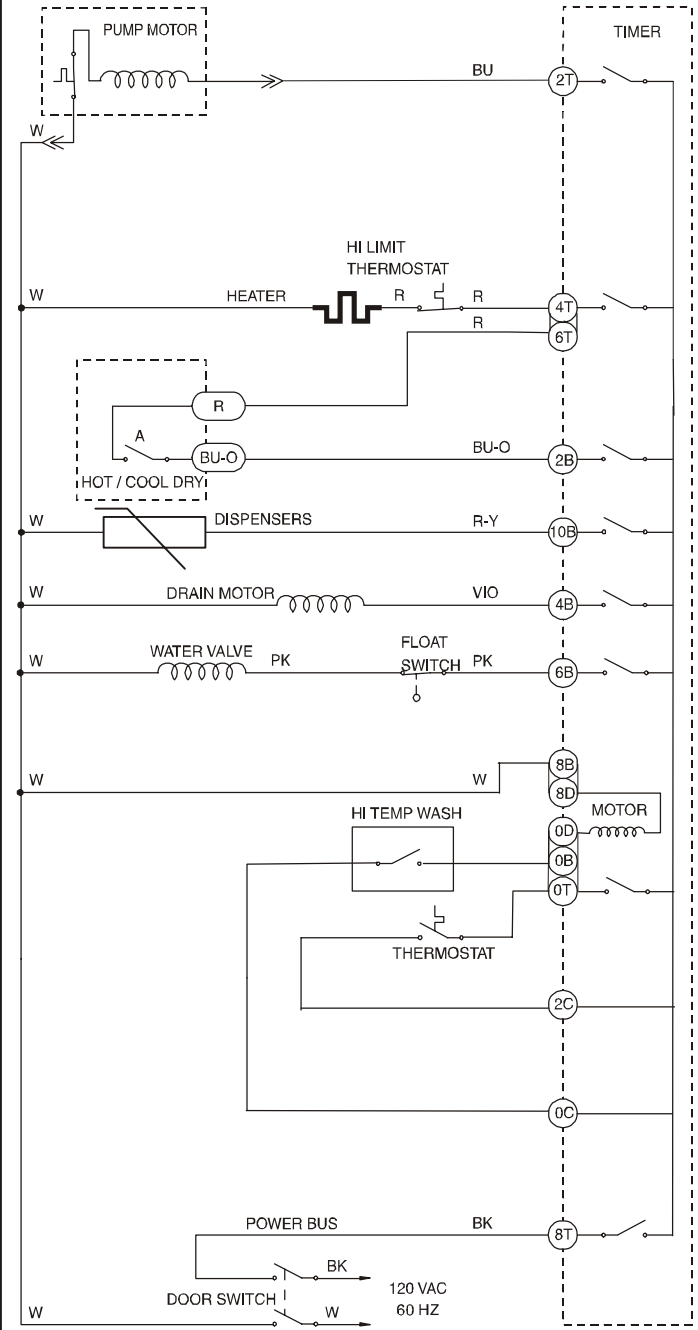 PUMP MOTOR
TIMER
BU
2T
W
HI LIMIT
THERMOSTAT
W
HEATER
R
R
4T
R
6T
R
A
BU-O
BU-O
2B
HOT / COOL DRY
W
DISPENSERS
R-Y
10B
W
DRAIN MOTOR
VIO
4B
W
WATER VALVE
PK
FLOAT
SWITCH
PK
6B
8B
W
W
8D
HI TEMP WASH
MOTOR
0D
0B
0T
THERMOSTAT
2C
0C
POWER BUS
BK
8T
BK
120 VAC
60 HZ
DOOR SWITCH
W
W